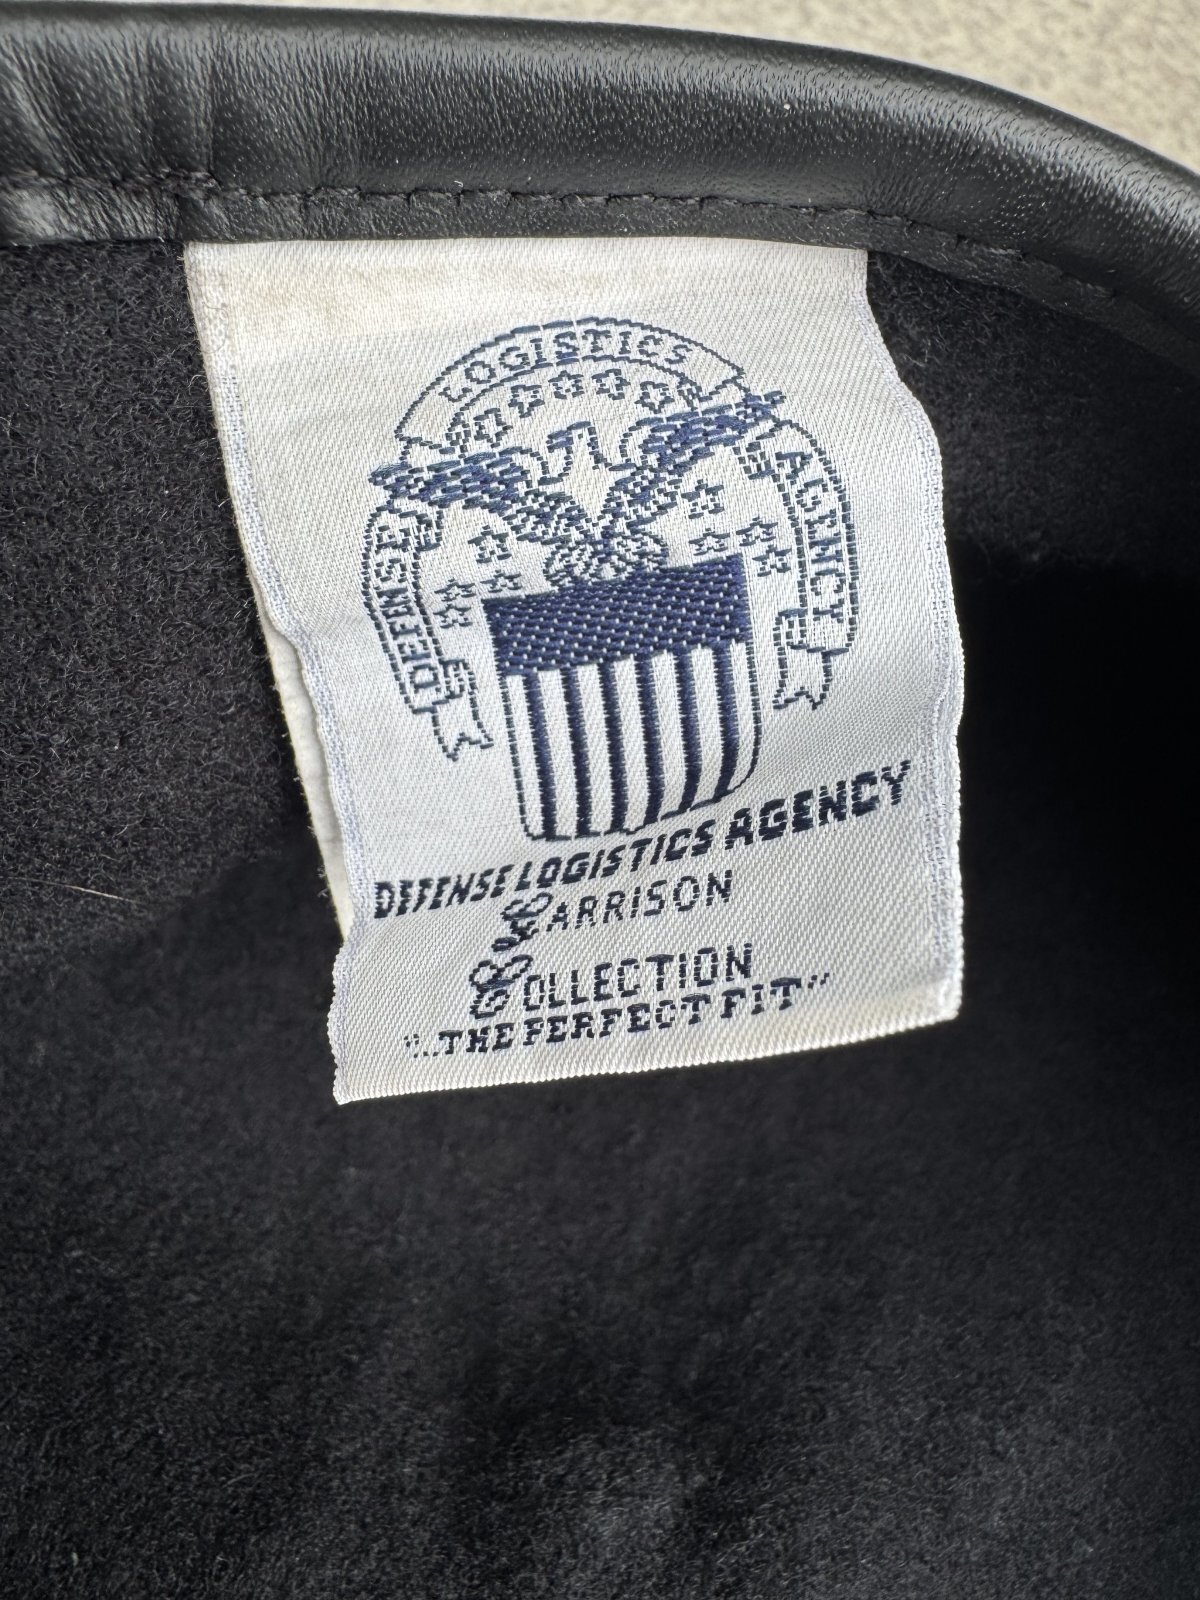 DEFENSE LOGISTICS AGENCY
DEFENSE LOGISTICS AGENCY
GARRISON
COLLECTION
"...THE PERFECT FIT"